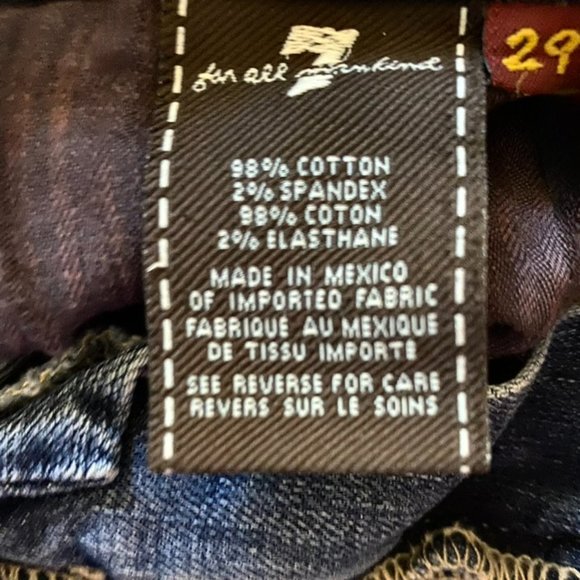 7
for all mankind
29
98% COTTON
2% SPANDEX
98% COTON
2% ELASTHANE
MADE IN MEXICO
OF IMPORTED FABRIC
FABRIQUE AU MEXIQUE
DE TISSU IMPORTE
SEE REVERSE FOR CARE
REVERS SUR LE SOINS